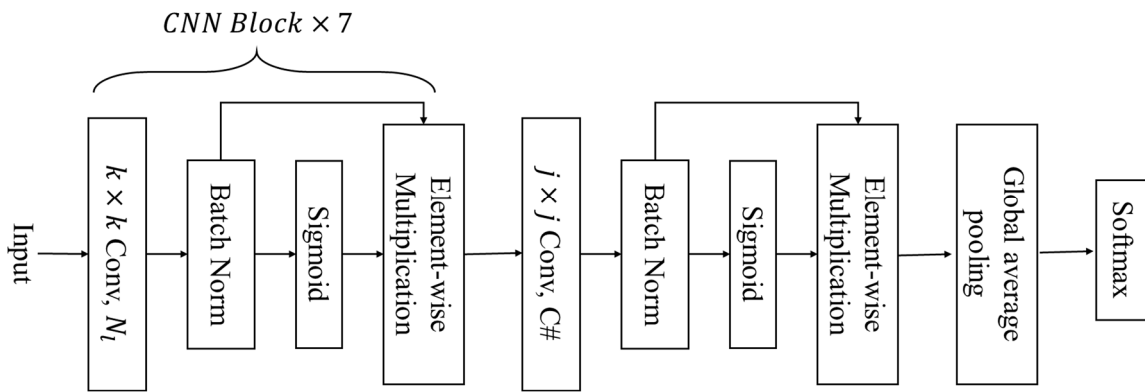 CNN Block × 7
Input
k × k Conv, N_l
Batch Norm
Sigmoid
Element-wise
Multiplication
j × j Conv, C#
Batch Norm
Sigmoid
Element-wise
Multiplication
Global average
pooling
Softmax